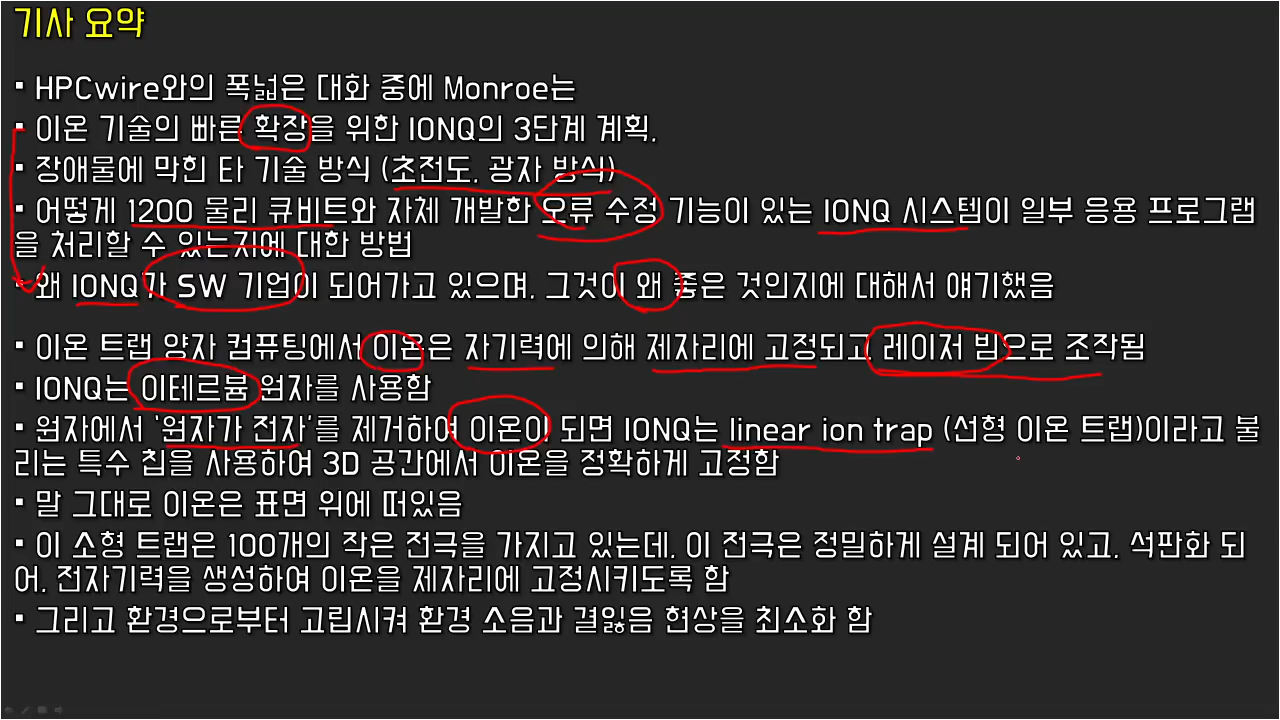 기사 요약
▪ HPCwire와의 폭넓은 대화 중에 Monroe는
▪ 이온 기술의 빠른 확장을 위한 IONQ의 3단계 계획,
▪ 장애물에 막힌 타 기술 방식 (초전도, 광자 방식)
▪ 어떻게 1200 물리 큐비트와 자체 개발한 오류 수정 기능이 있는 IONQ 시스템이 일부 응용 프로그램
을 처리할 수 있는지에 대한 방법
▪ 왜 IONQ가 SW 기업이 되어가고 있으며, 그것이 왜 좋은 것인지에 대해서 얘기했음
▪ 이온 트랩 양자 컴퓨팅에서 이온은 자기력에 의해 제자리에 고정되고 레이저 빔으로 조작됨
▪ IONQ는 이테르븀 원자를 사용함
▪ 원자에서 '원자가 전자'를 제거하여 이온이 되면 IONQ는 linear ion trap (선형 이온 트랩)이라고 불
리는 특수 칩을 사용하여 3D 공간에서 이온을 정확하게 고정함
▪ 말 그대로 이온은 표면 위에 떠있음
▪ 이 소형 트랩은 100개의 작은 전극을 가지고 있는데, 이 전극은 정밀하게 설계 되어 있고, 석판화 되
어, 전자기력을 생성하여 이온을 제자리에 고정시키도록 함
▪ 그리고 환경으로부터 고립시켜 환경 소음과 결잃음 현상을 최소화 함